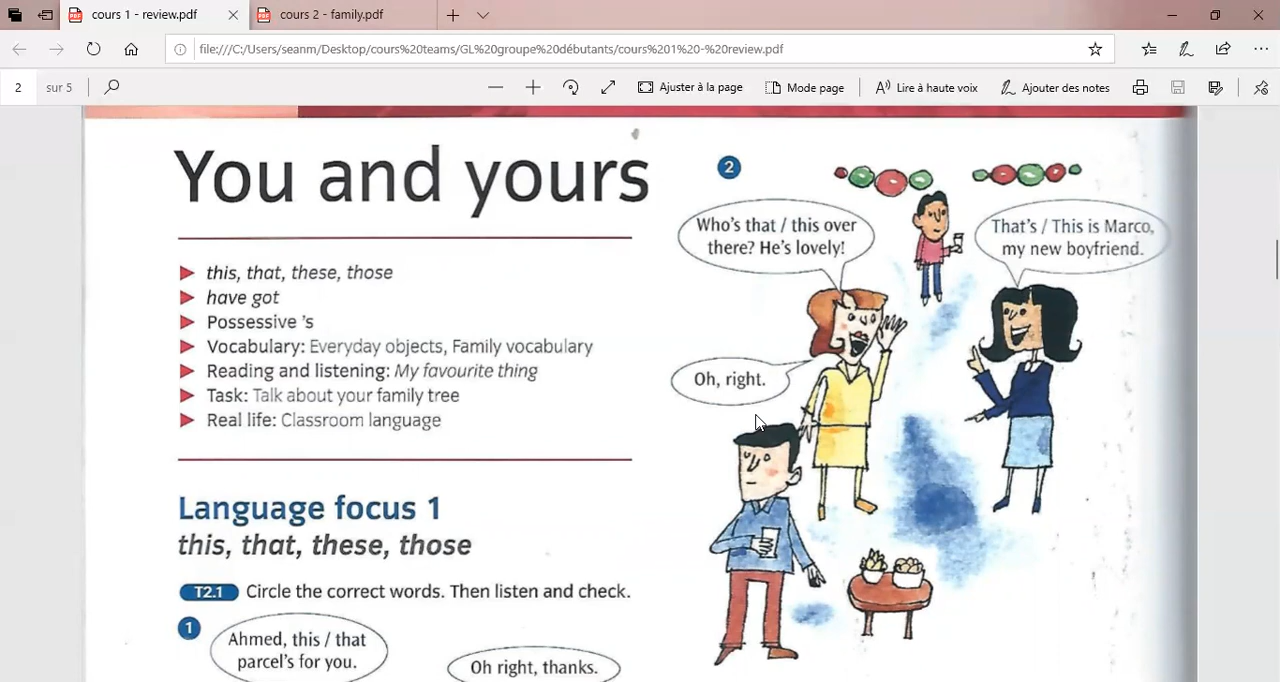 cours 1 - review.pdf
cours 2 - family.pdf
file:///C:/Users/seanm/Desktop/cours%20teams/GL%20groupe%20débutants/cours%201%20-%20review.pdf
2 sur 5
Ajuster à la page
Mode page
Lire à haute voix
Ajouter des notes
You and yours
this, that, these, those
have got
Possessive 's
Vocabulary: Everyday objects, Family vocabulary
Reading and listening: My favourite thing
Task: Talk about your family tree
Real life: Classroom language
Language focus 1
this, that, these, those
T2.1 Circle the correct words. Then listen and check.
1
Ahmed, this / that
parcel's for you.
Oh right, thanks.
2
Who's that / this over
there? He's lovely!
That's / This is Marco,
my new boyfriend.
Oh, right.